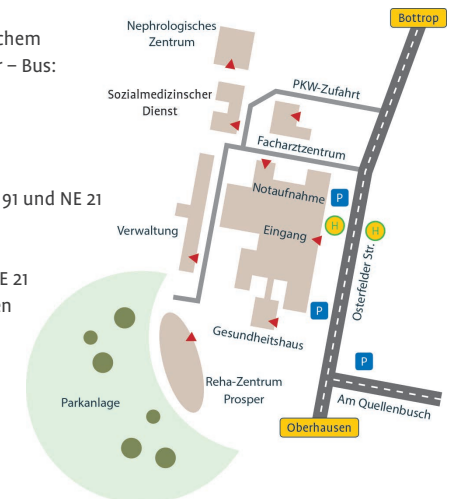 chem
– Bus:
91 und NE 21
E 21
en
Bottrop
Nephrologisches
Zentrum
PKW-Zufahrt
Sozialmedizinscher
Dienst
Facharztzentrum
Notaufnahme
P
H
H
Verwaltung
Eingang
Osterfelder Str.
P
Gesundheitshaus
P
Reha-Zentrum
Prosper
Am Quellenbusch
Parkanlage
Oberhausen